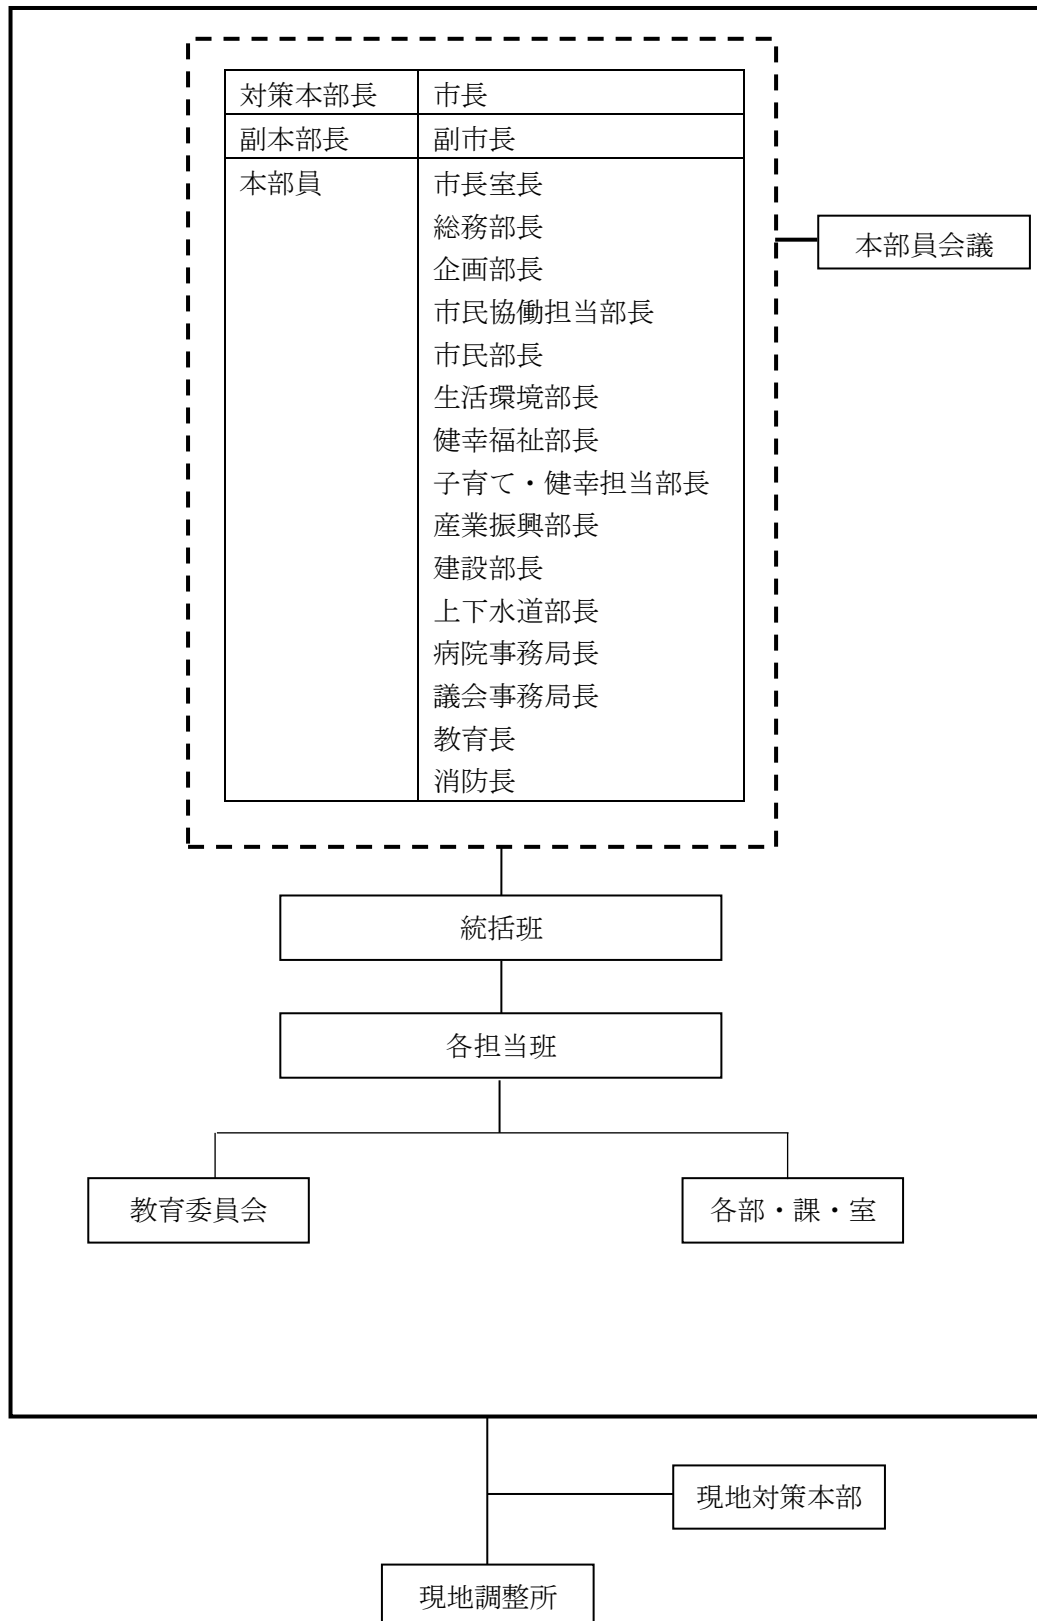 対策本部長 市長
副本部長 副市長
本部員 市長室長
総務部長
企画部長
市民協働担当部長
市民部長
生活環境部長
健幸福祉部長
子育て・健幸担当部長
産業振興部長
建設部長
上下水道部長
病院事務局長
議会事務局長
教育長
消防長
本部員会議
統括班
各担当班
教育委員会 各部・課・室
現地対策本部
現地調整所